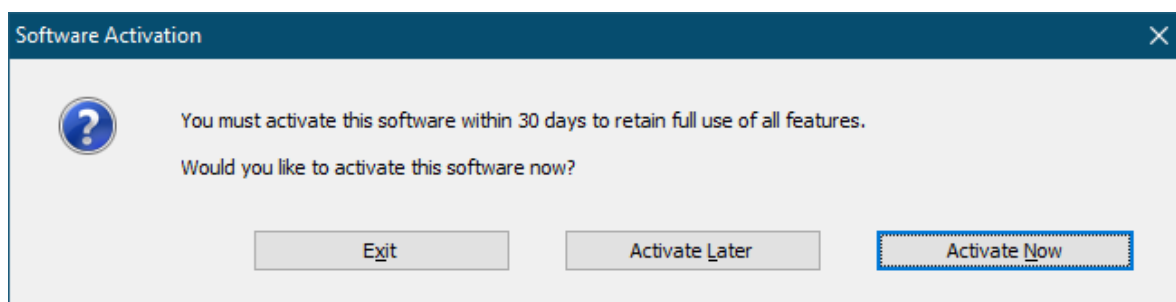 Software Activation
You must activate this software within 30 days to retain full use of all features.
Would you like to activate this software now?
Exit Activate Later Activate Now